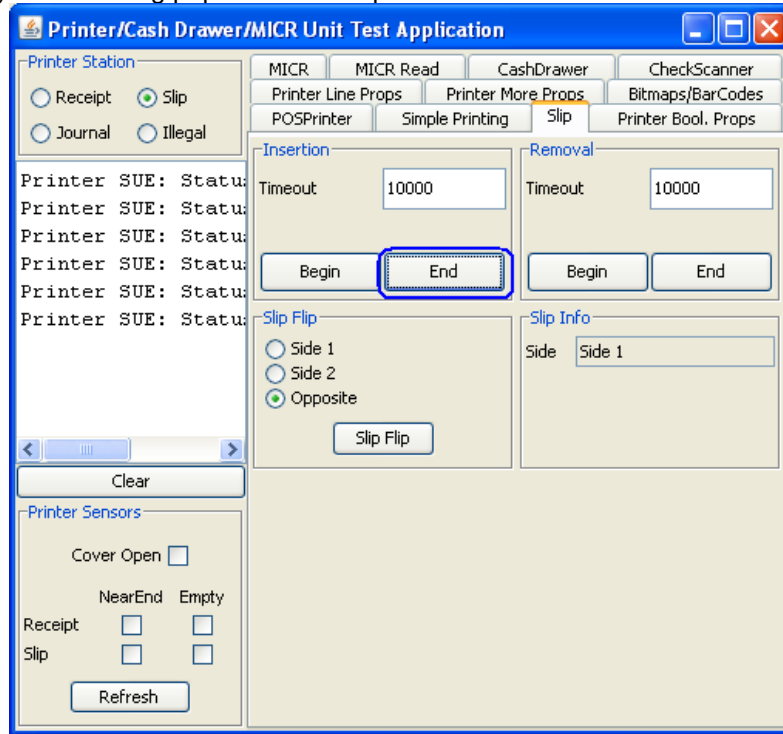 Printer/Cash Drawer/MICR Unit Test Application
Printer Station
Receipt Slip
Journal Illegal
Printer SUE: Statu
Printer SUE: Statu
Printer SUE: Statu
Printer SUE: Statu
Printer SUE: Statu
Printer SUE: Statu
Clear
Printer Sensors
Cover Open
NearEnd Empty
Receipt
Slip
Refresh
MICR MICR Read CashDrawer CheckScanner
Printer Line Props Printer More Props Bitmaps/BarCodes
POSPrinter Simple Printing Slip Printer Bool. Props
Insertion
Timeout 10000
Begin End
Removal
Timeout 10000
Begin End
Slip Flip
Side 1
Side 2
Opposite
Slip Flip
Slip Info
Side Side 1